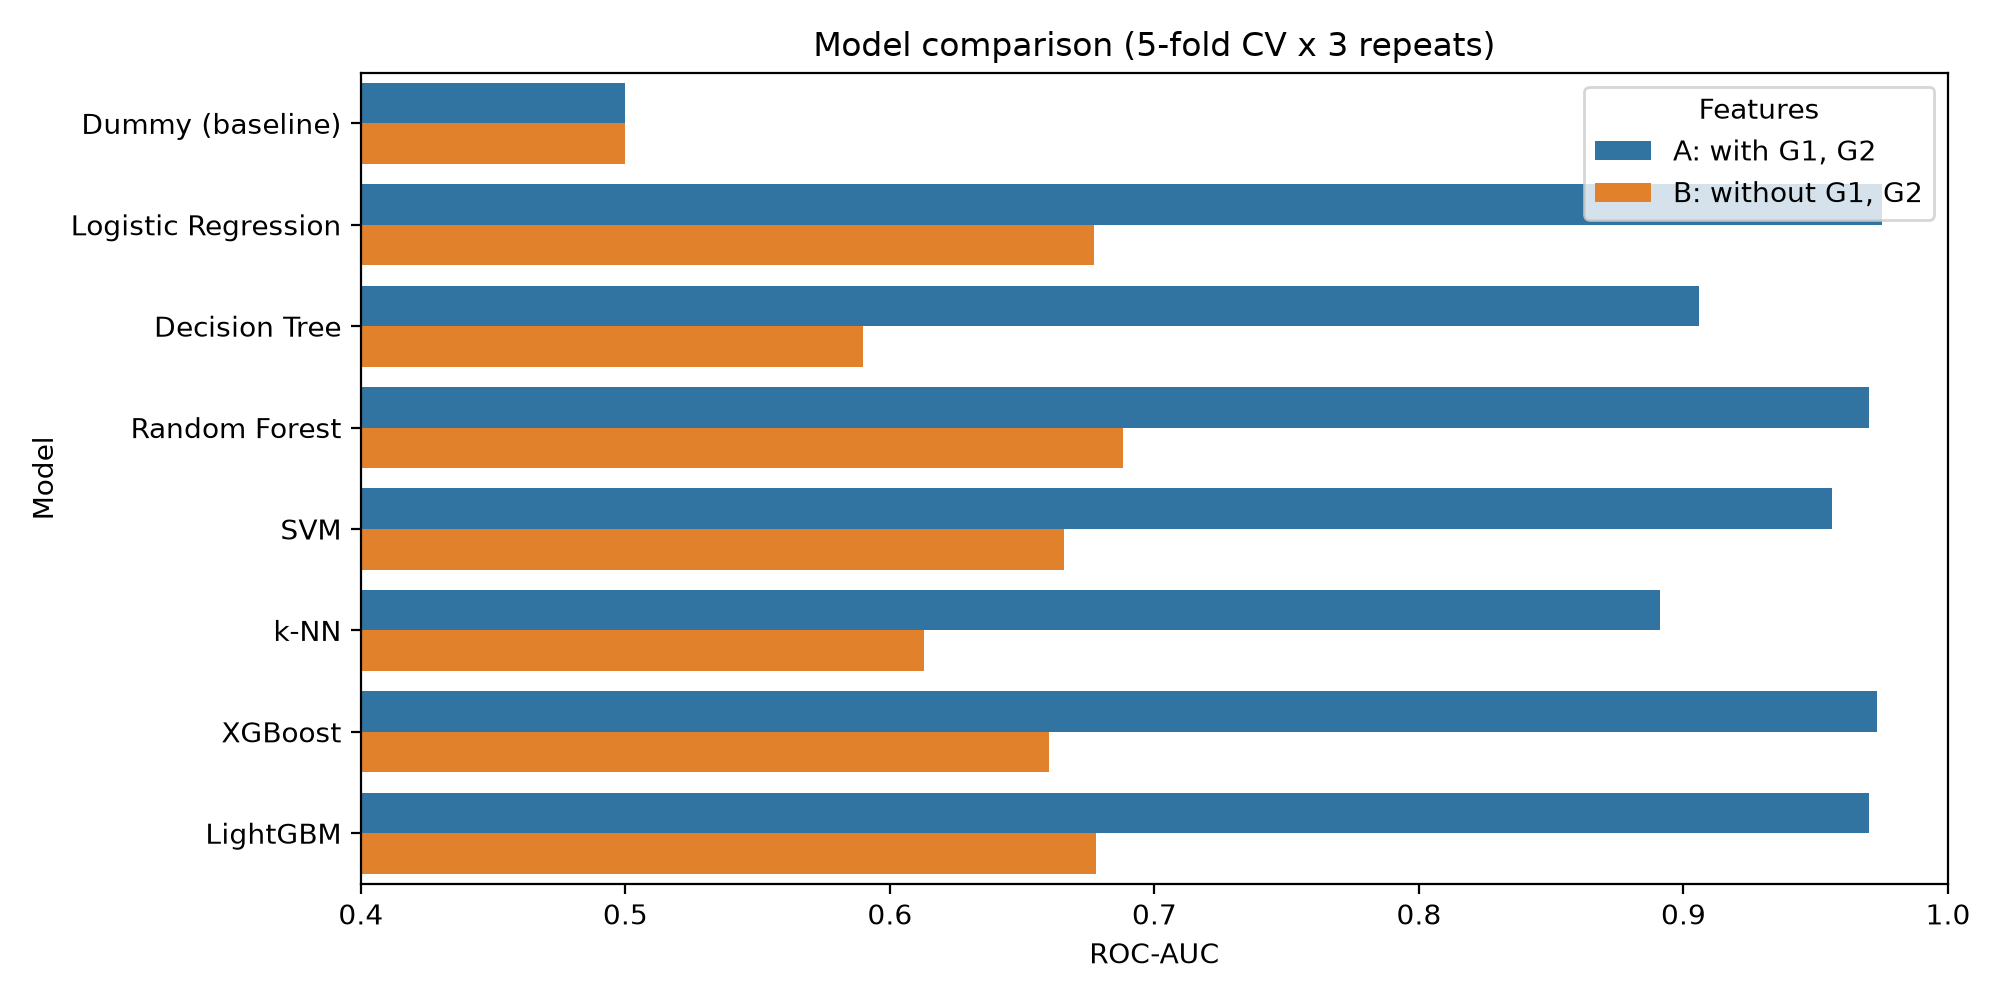 Model comparison (5-fold CV x 3 repeats)
Features
A: with G1, G2
B: without G1, G2
Model
Dummy (baseline)
Logistic Regression
Decision Tree
Random Forest
SVM
k-NN
XGBoost
LightGBM
0.4 0.5 0.6 0.7 0.8 0.9 1.0
ROC-AUC